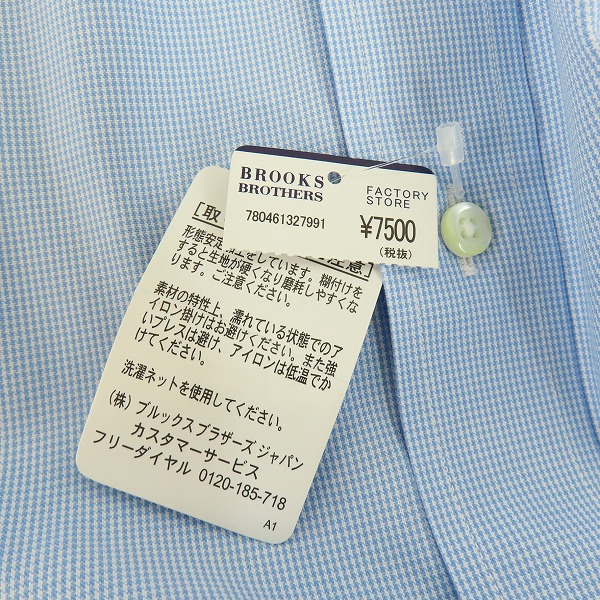 BROOKS
BROTHERS
FACTORY
STORE
780461327991
¥7500
(税抜)
[取
注意]
形態安定
をしています。糊付けを
すると生地が硬くなり磨耗しやすくな
ります。ご注意ください。
素材の特性上、濡れている状態でのア
イロン掛けはお避けください。また強
いプレスは避け、アイロンは低温でか
けてください。
洗濯ネットを使用してください。
(株) ブルックスブラザーズ ジャパン
カスタマーサービス
フリーダイヤル 0120-185-718
A1